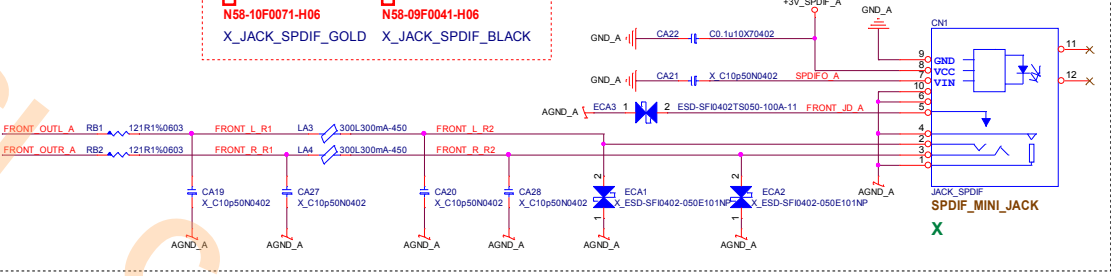 +3V_SPDIF_A
N58-10F0071-H06 N58-09F0041-H06
X_JACK_SPDIF_GOLD X_JACK_SPDIF_BLACK
GND_A
CN1
GND_A CA22 C0.1u10X70402
11
9 GND
8 VCC
GND_A CA21 X_C10p50N0402 SPDIFO_A 7 VIN
12
10
6
AGND_A ECA3 1 2 ESD-SFI0402TS050-100A-11 FRONT_JD_A 5
FRONT_OUTL_A RB1 121R1%0603 FRONT_L_R1 LA3 300L300mA-450 FRONT_L_R2 4
2
FRONT_OUTR_A RB2 121R1%0603 FRONT_R_R1 LA4 300L300mA-450 FRONT_R_R2 3
1
2 2
CA19 CA27 CA20 CA28 ECA1 ECA2 AGND_A JACK_SPDIF
X_C10p50N0402 X_C10p50N0402 X_C10p50N0402 X_C10p50N0402 X_ESD-SFI0402-050E101NP X_ESD-SFI0402-050E101NP SPDIF_MINI_JACK
1 1
X
AGND_A AGND_A AGND_A AGND_A AGND_A AGND_A